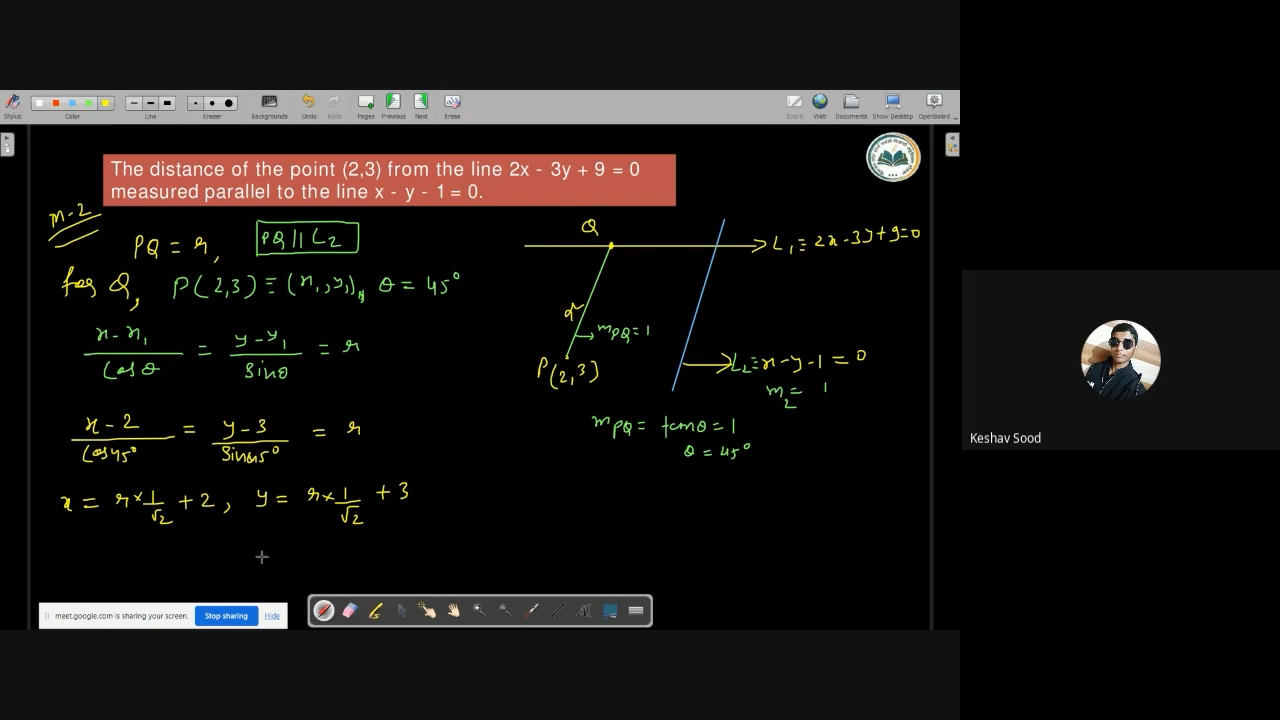 Stylus
Color
Line
Eraser
Backgrounds
Undo
Redo
Pages
Previous
Next
Erase
Board
Web
Documents
Show Desktop
OpenBoard
The distance of the point (2,3) from the line 2x - 3y + 9 = 0
measured parallel to the line x - y - 1 = 0.
m-2
PQ = r, PQ || L₂
for Q, P(2,3) ≡ (x₁,y₁), θ = 45°
(x-x₁)/cosθ = (y-y₁)/sinθ = r
(x-2)/cos45° = (y-3)/sin45° = r
x = r×1/√2 + 2, y = r×1/√2 + 3
Q
L₁ ≡ 2x-3y+9=0
r
mPQ=1
P(2,3)
L₂ ≡ x-y-1=0
m₂ = 1
mPQ = tanθ = 1
θ = 45°
Keshav Sood
meet.google.com is sharing your screen.
Stop sharing
Hide